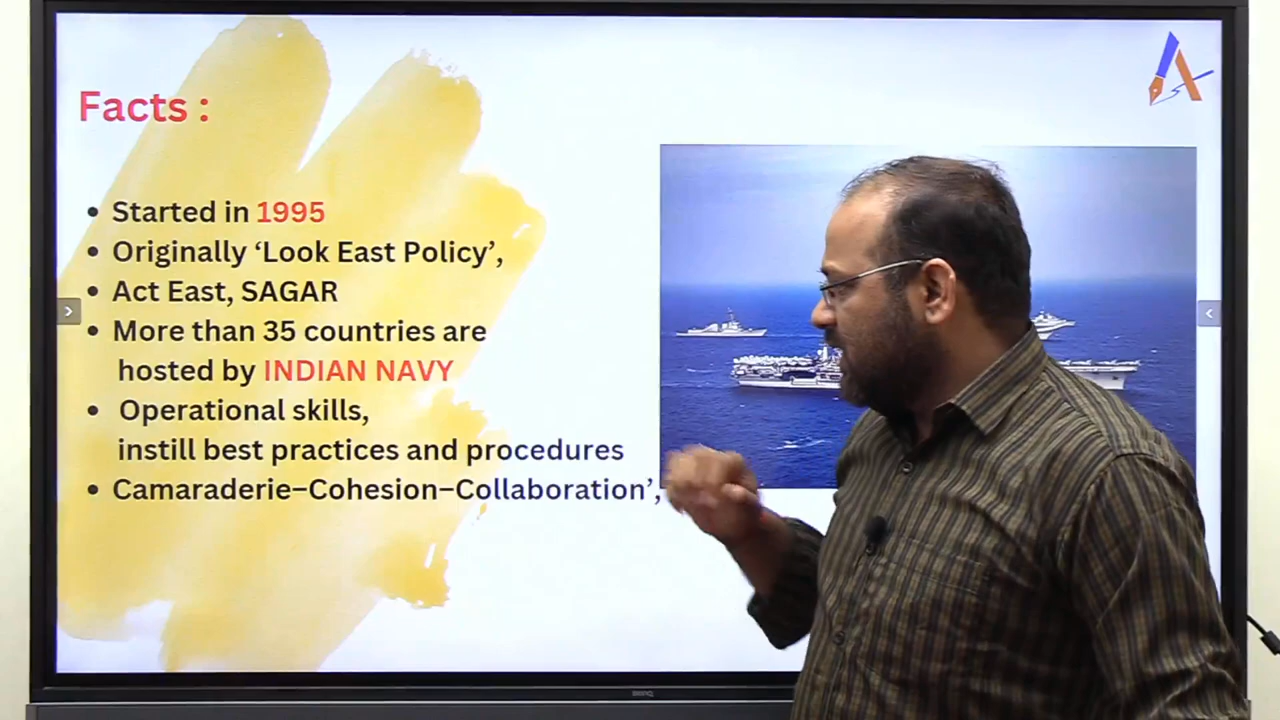 Facts :
• Started in 1995
• Originally ‘Look East Policy’,
• Act East, SAGAR
• More than 35 countries are
hosted by INDIAN NAVY
• Operational skills,
instill best practices and procedures
• Camaraderie–Cohesion–Collaboration’,
BenQ